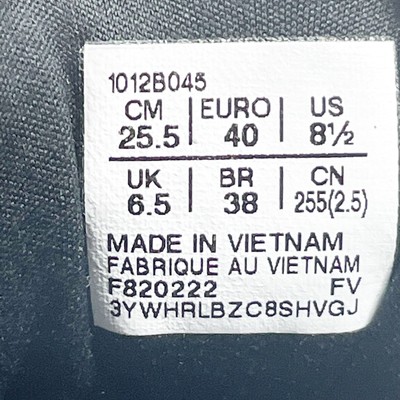 1012B045
CM | EURO | US
25.5 | 40 | 8½
UK | BR | CN
6.5 | 38 | 255(2.5)
MADE IN VIETNAM
FABRIQUE AU VIETNAM
F820222 FV
3YWHRLBZC8SHVGJ